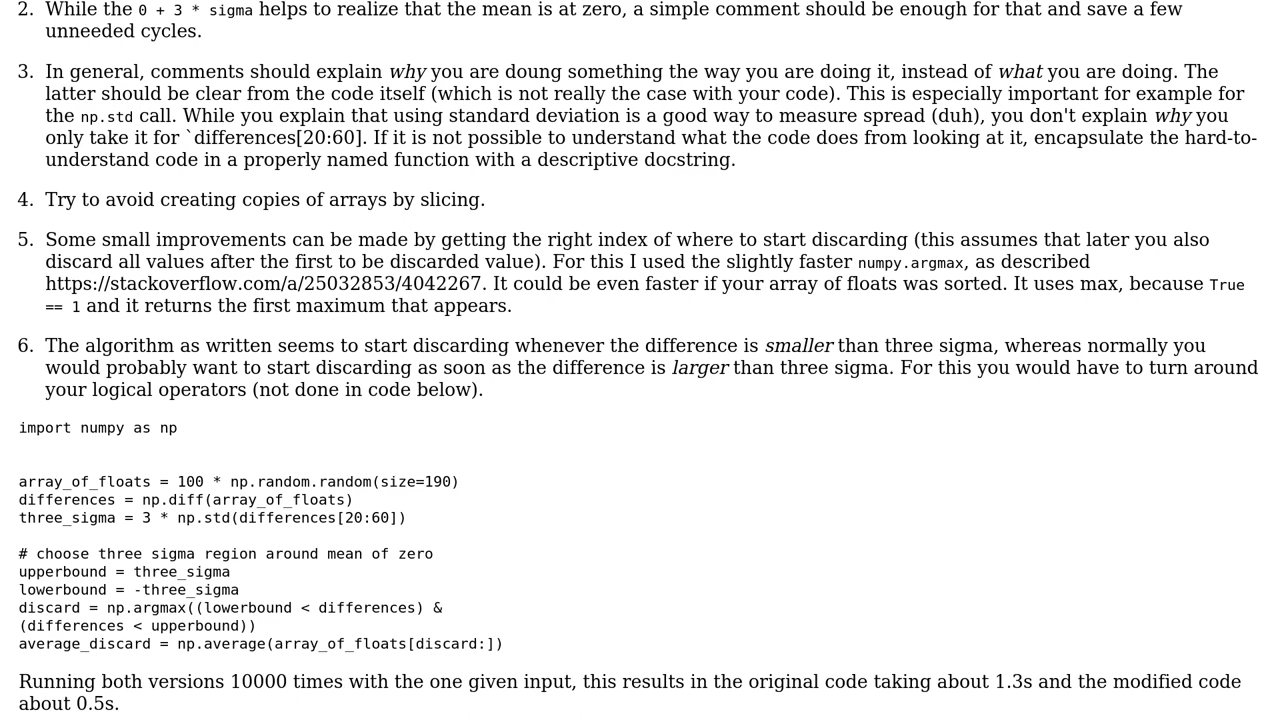 2. While the 0 + 3 * sigma helps to realize that the mean is at zero, a simple comment should be enough for that and save a few
unneeded cycles.
3. In general, comments should explain why you are doung something the way you are doing it, instead of what you are doing. The
latter should be clear from the code itself (which is not really the case with your code). This is especially important for example for
the np.std call. While you explain that using standard deviation is a good way to measure spread (duh), you don't explain why you
only take it for `differences[20:60]. If it is not possible to understand what the code does from looking at it, encapsulate the hard-to-
understand code in a properly named function with a descriptive docstring.
4. Try to avoid creating copies of arrays by slicing.
5. Some small improvements can be made by getting the right index of where to start discarding (this assumes that later you also
discard all values after the first to be discarded value). For this I used the slightly faster numpy.argmax, as described
https://stackoverflow.com/a/25032853/4042267. It could be even faster if your array of floats was sorted. It uses max, because True
== 1 and it returns the first maximum that appears.
6. The algorithm as written seems to start discarding whenever the difference is smaller than three sigma, whereas normally you
would probably want to start discarding as soon as the difference is larger than three sigma. For this you would have to turn around
your logical operators (not done in code below).
import numpy as np
array_of_floats = 100 * np.random.random(size=190)
differences = np.diff(array_of_floats)
three_sigma = 3 * np.std(differences[20:60])
# choose three sigma region around mean of zero
upperbound = three_sigma
lowerbound = -three_sigma
discard = np.argmax((lowerbound < differences) &
(differences < upperbound))
average_discard = np.average(array_of_floats[discard:])
Running both versions 10000 times with the one given input, this results in the original code taking about 1.3s and the modified code
about 0.5s.